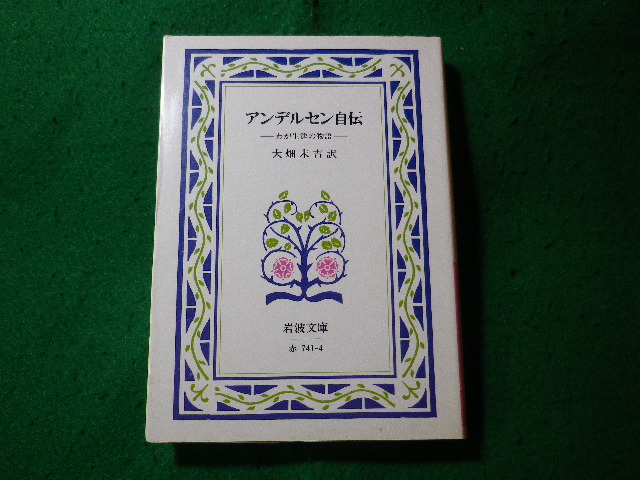 アンデルセン自伝
―わが生涯の物語―
大畑末吉訳
岩波文庫
赤 741-4